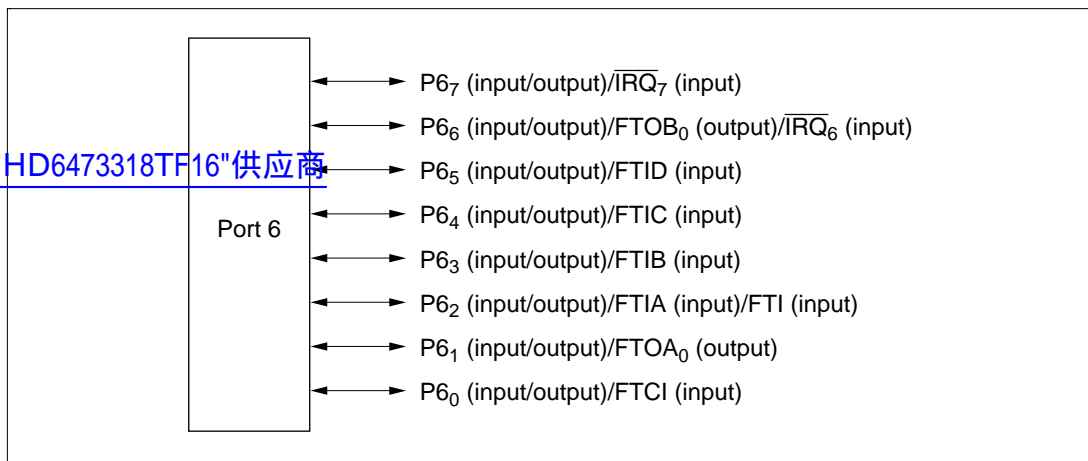 P6₇ (input/output)/I̅R̅Q̅₇ (input)
P6₆ (input/output)/FTOB₀ (output)/I̅R̅Q̅₆ (input)
HD6473318TF16"供应商
P6₅ (input/output)/FTID (input)
P6₄ (input/output)/FTIC (input)
Port 6
P6₃ (input/output)/FTIB (input)
P6₂ (input/output)/FTIA (input)/FTI (input)
P6₁ (input/output)/FTOA₀ (output)
P6₀ (input/output)/FTCI (input)